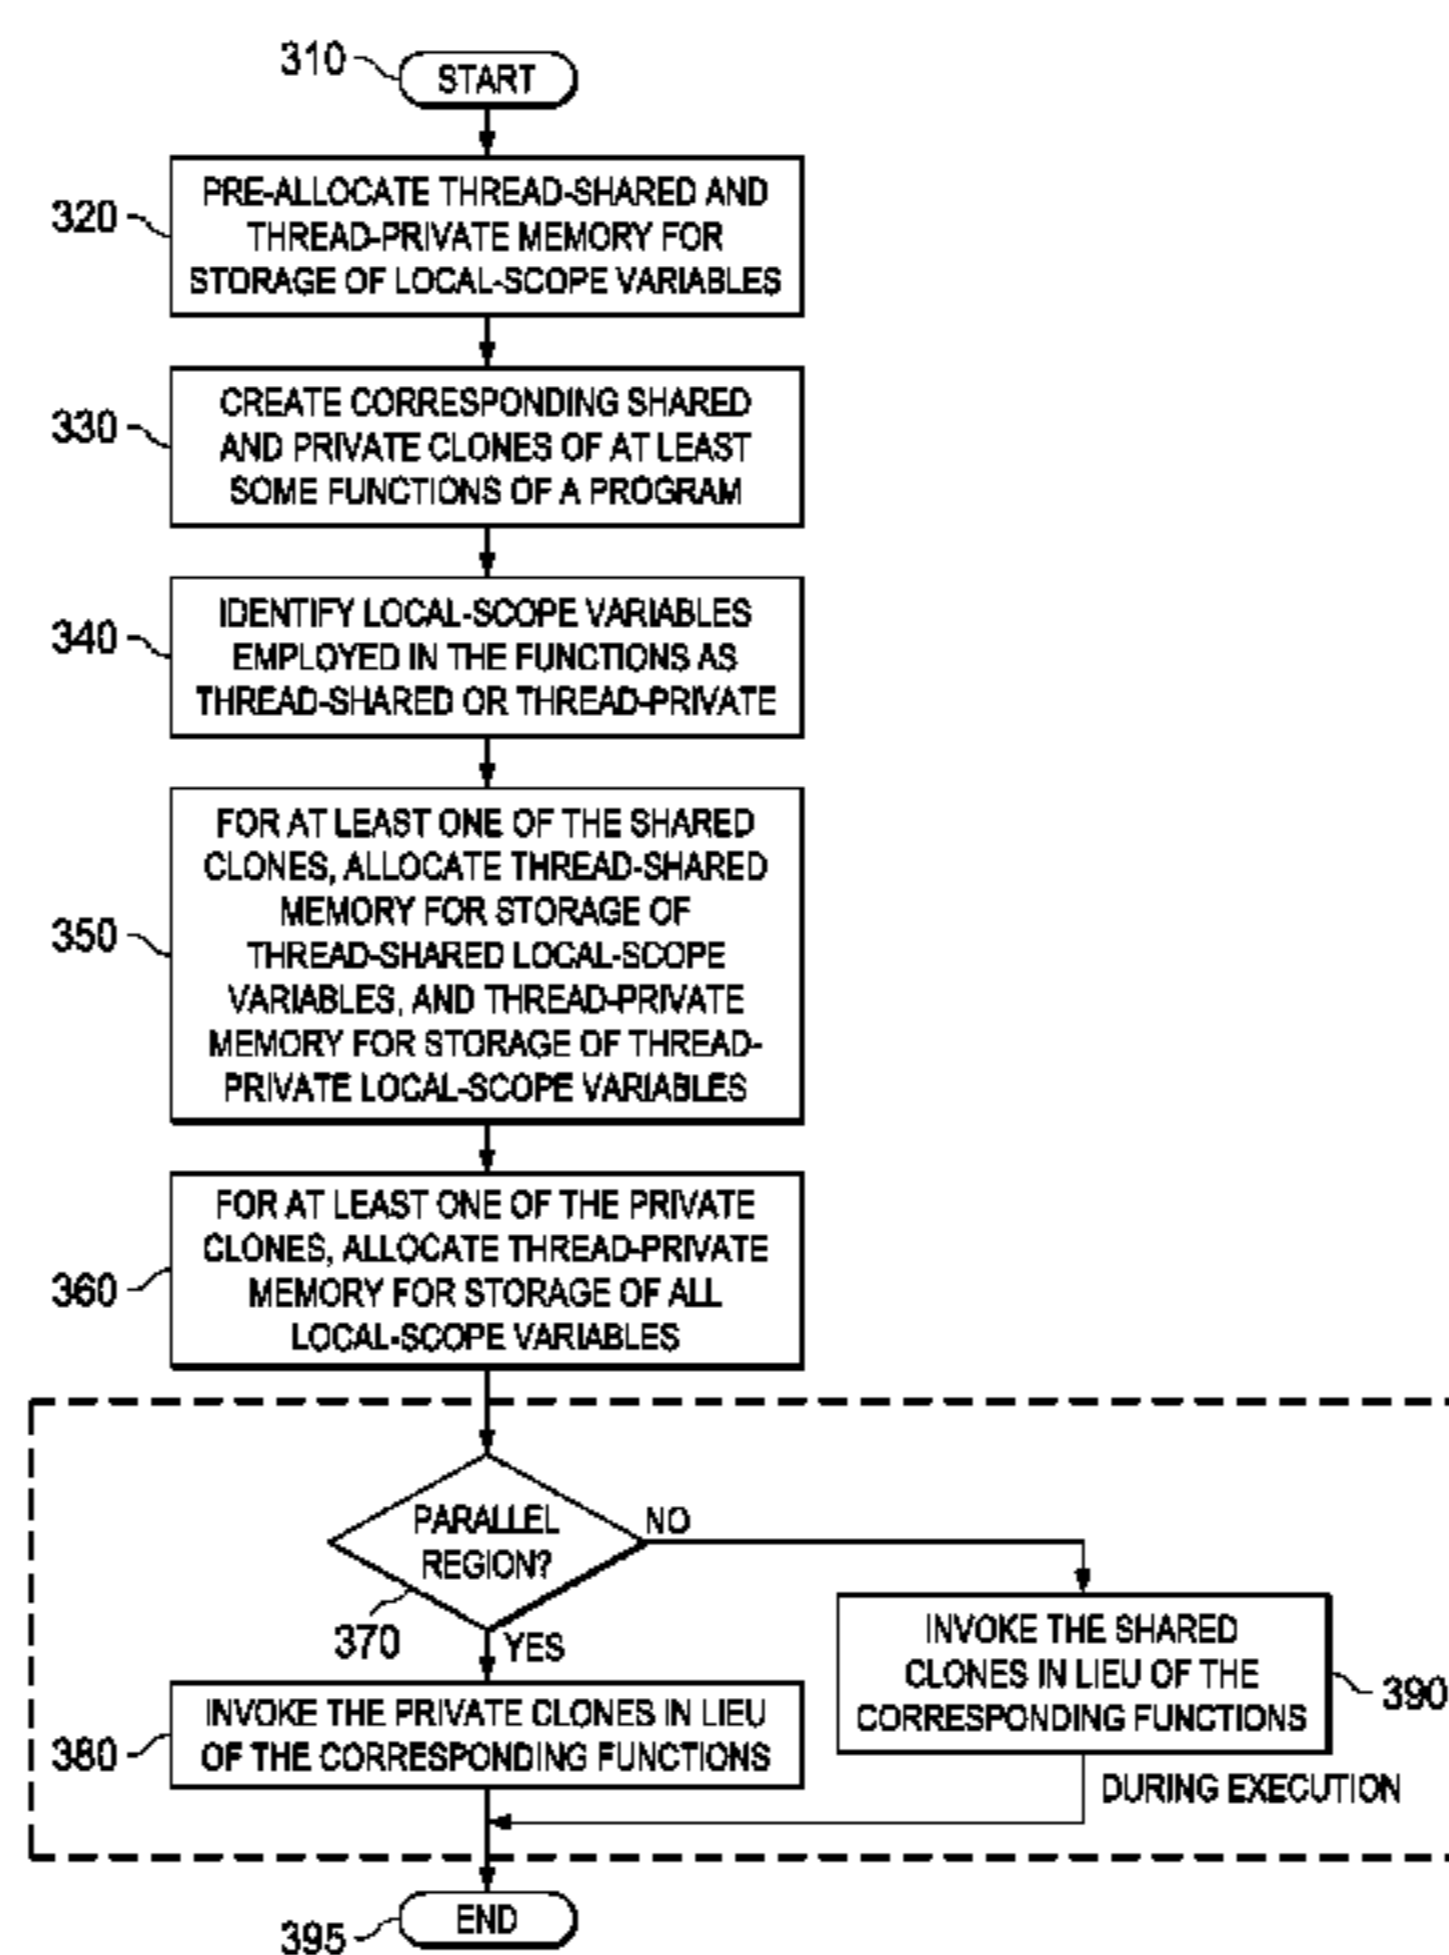 310
START
320
PRE-ALLOCATE THREAD-SHARED AND
THREAD-PRIVATE MEMORY FOR
STORAGE OF LOCAL-SCOPE VARIABLES
330
CREATE CORRESPONDING SHARED
AND PRIVATE CLONES OF AT LEAST
SOME FUNCTIONS OF A PROGRAM
340
IDENTIFY LOCAL-SCOPE VARIABLES
EMPLOYED IN THE FUNCTIONS AS
THREAD-SHARED OR THREAD-PRIVATE
350
FOR AT LEAST ONE OF THE SHARED
CLONES, ALLOCATE THREAD-SHARED
MEMORY FOR STORAGE OF
THREAD-SHARED LOCAL-SCOPE
VARIABLES, AND THREAD-PRIVATE
MEMORY FOR STORAGE OF THREAD-
PRIVATE LOCAL-SCOPE VARIABLES
360
FOR AT LEAST ONE OF THE PRIVATE
CLONES, ALLOCATE THREAD-PRIVATE
MEMORY FOR STORAGE OF ALL
LOCAL-SCOPE VARIABLES
PARALLEL
REGION?
370
NO
YES
380
INVOKE THE PRIVATE CLONES IN LIEU
OF THE CORRESPONDING FUNCTIONS
INVOKE THE SHARED
CLONES IN LIEU OF THE
CORRESPONDING FUNCTIONS
390
DURING EXECUTION
395
END